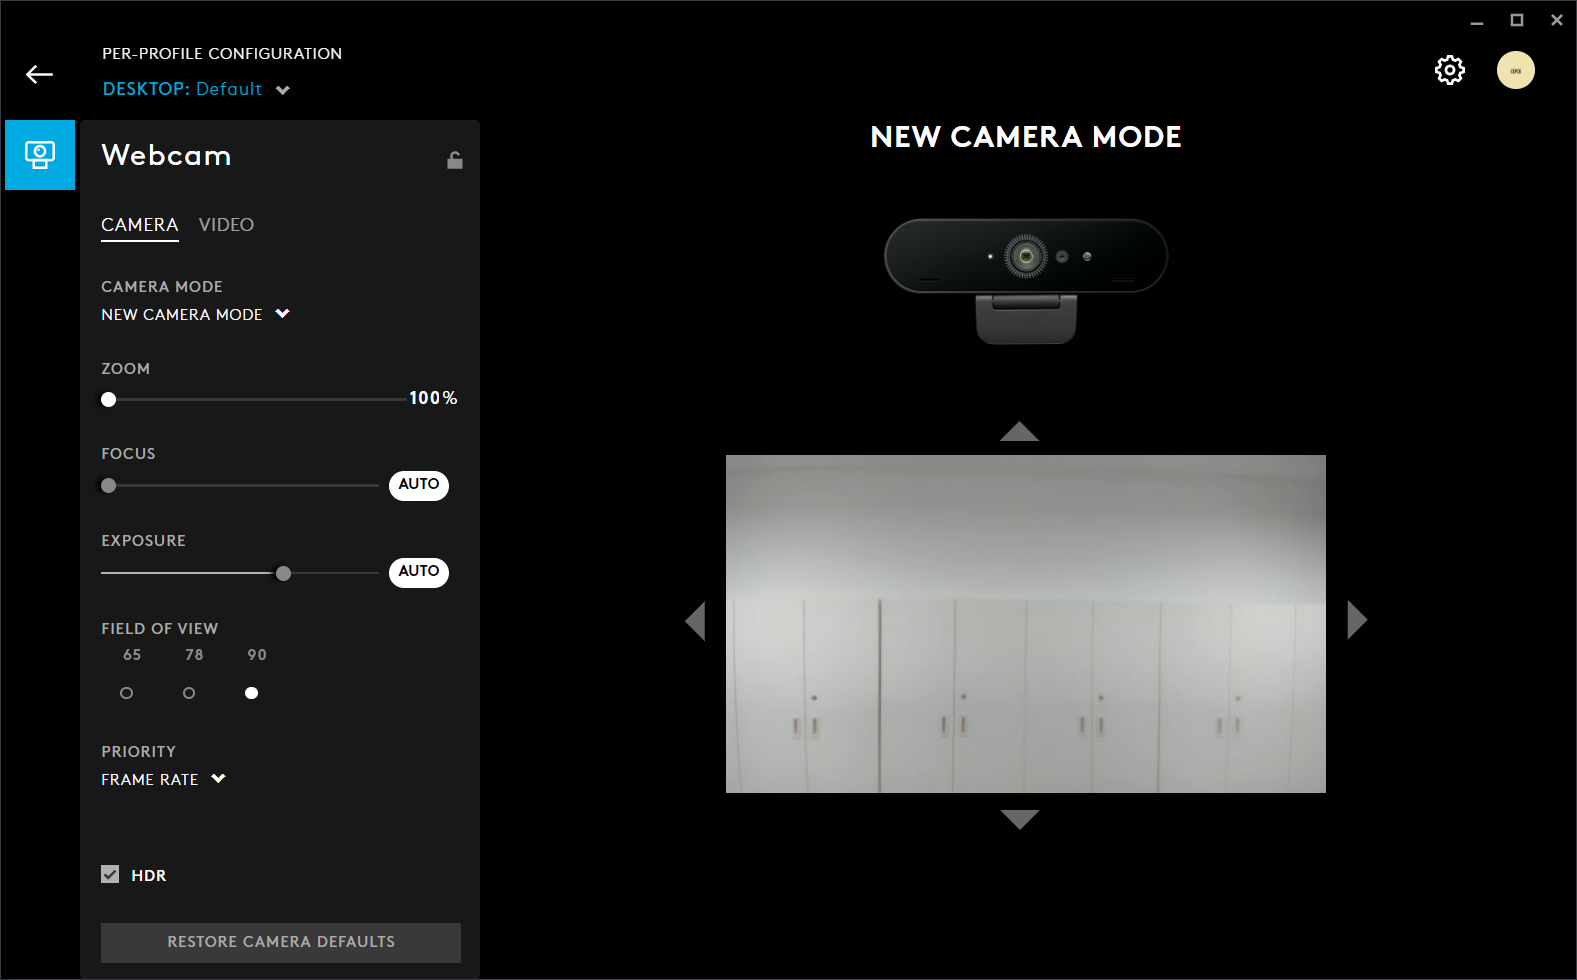 PER-PROFILE CONFIGURATION
DESKTOP: Default
Webcam
CAMERA VIDEO
CAMERA MODE
NEW CAMERA MODE
ZOOM
100%
FOCUS
AUTO
EXPOSURE
AUTO
FIELD OF VIEW
65 78 90
PRIORITY
FRAME RATE
HDR
RESTORE CAMERA DEFAULTS
NEW CAMERA MODE